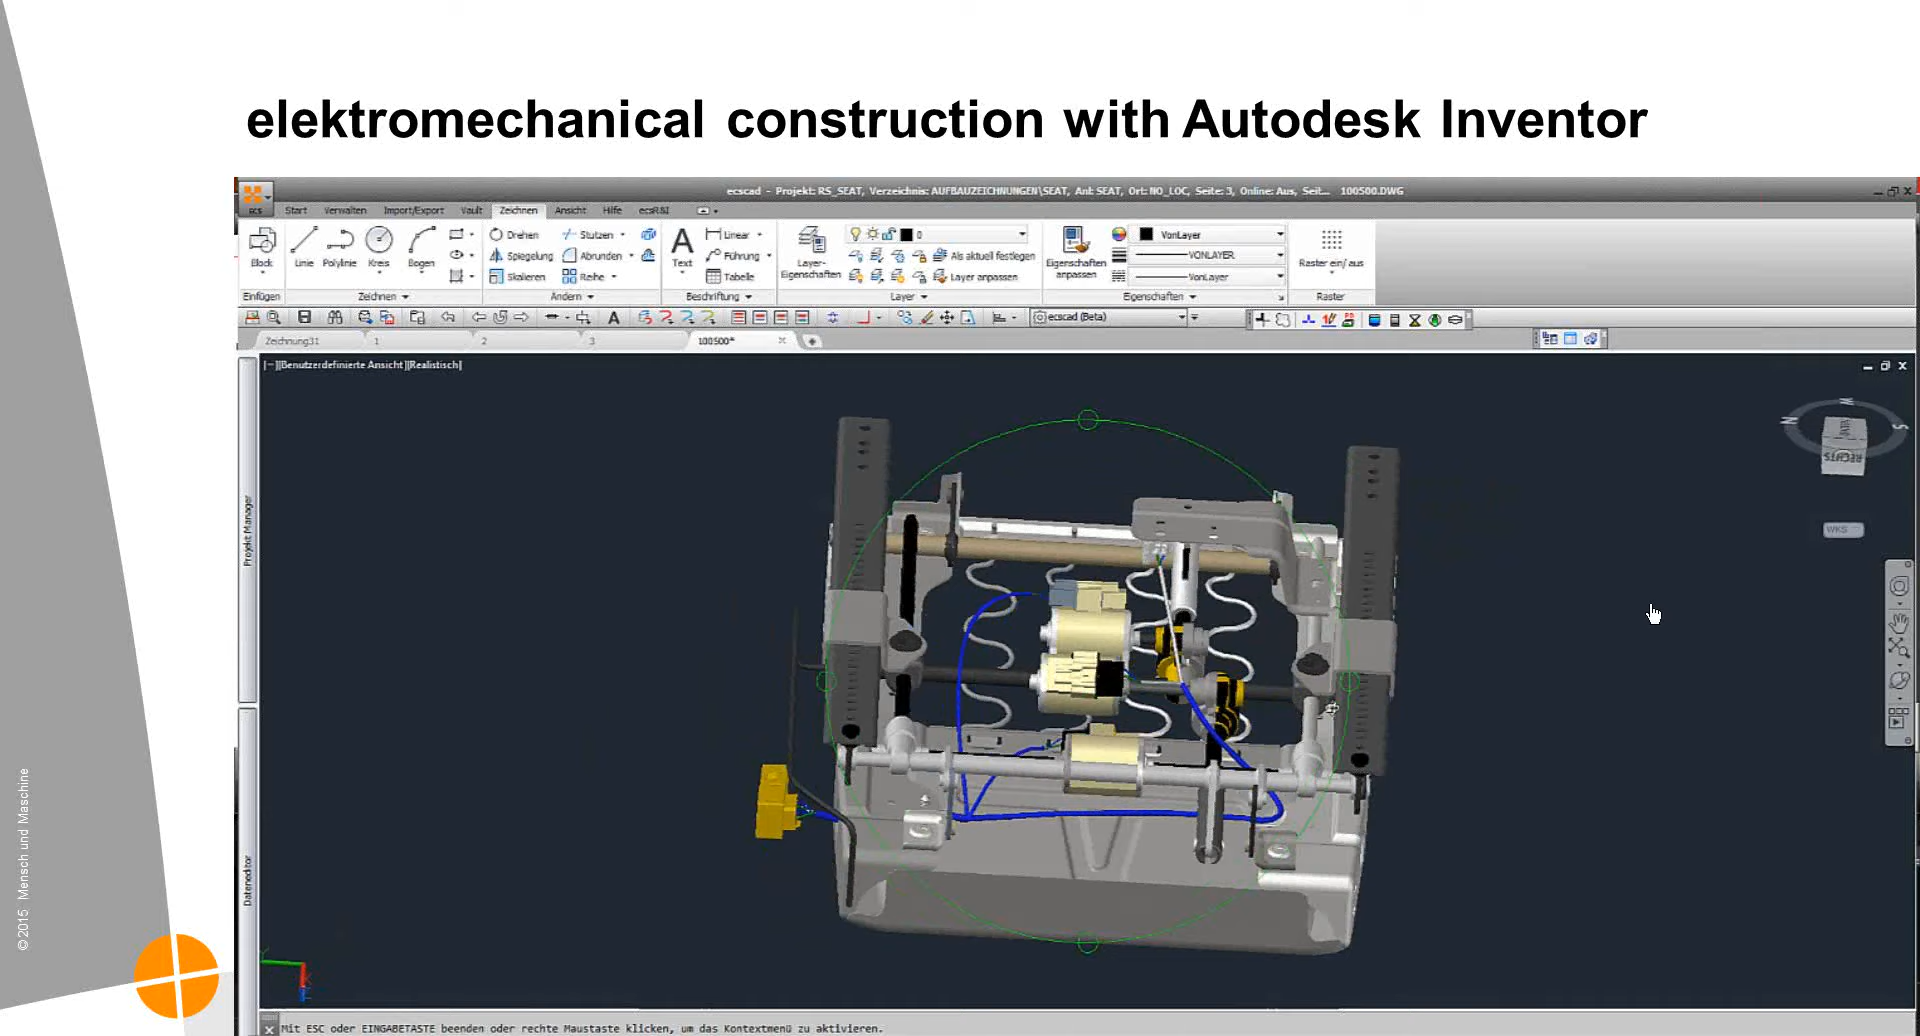 elektromechanical construction with Autodesk Inventor
ecscad - Projekt: RS_SEAT, Verzeichnis: AUFBAUZEICHNUNGEN\SEAT, Anl: SEAT, Ort: NO_LOC, Seite: 3, Online: Aus, Seit... 100500.DWG
ECS Start Verwalten Import/Export Vault Zeichnen Ansicht Hilfe ecsR&I
Block Linie Polylinie Kreis Bogen
Drehen Stutzen
Spiegelung Abrunden
Skalieren Reihe
Text Linear
Führung
Tabelle
Layer-
Eigenschaften
0
Als aktuell festlegen
Layer anpassen
Eigenschaften
anpassen
VonLayer
VONLAYER
VonLayer
Raster ein/ aus
Einfügen Zeichnen Ändern Beschriftung Layer Eigenschaften Raster
A ecscad (Beta)
Zeichnung31 1 2 3 100500*
[-][Benutzerdefinierte Ansicht][Realistisch]
Projekt Manager
Dateneditor
W
N
S
RECHTS
WKS
Mit ESC oder EINGABETASTE beenden oder rechte Maustaste klicken, um das Kontextmenü zu aktivieren.
©2015 Mensch und Maschine